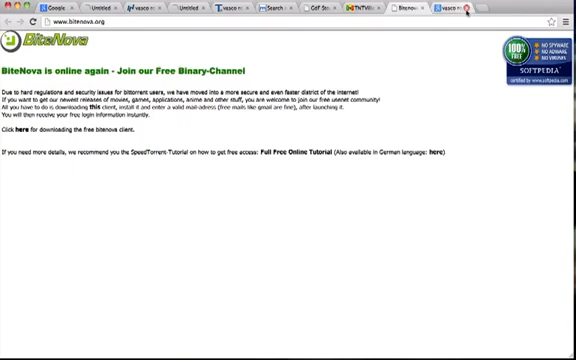 Google
Untitled
vasco
Untitled
vasco
Search
TNTVilla
Bitenova
vasco
www.bitenova.org
BiteNova
100%
FREE
NO SPYWARE
NO ADWARE
NO VIRUSES
SOFTPEDIA
BiteNova is online again - Join our Free Binary-Channel
Due to hard regulations and security issues for bittorrent users, we have moved into a more secure and even faster district of the internet!
If you want to get our newest releases of movies, games, applications, anime and other stuff, you are welcome to join our free usenet community!
All you have to do is downloading this client, install it and enter a valid mail-adress (free mails like gmail are fine), after launching it.
You will then receive your free login information instantly.
Click here for downloading the free bitenova client.
If you need more details, we recommend you the SpeedTorrent-Tutorial on how to get free access: Full Free Online Tutorial (Also available in German language: here)